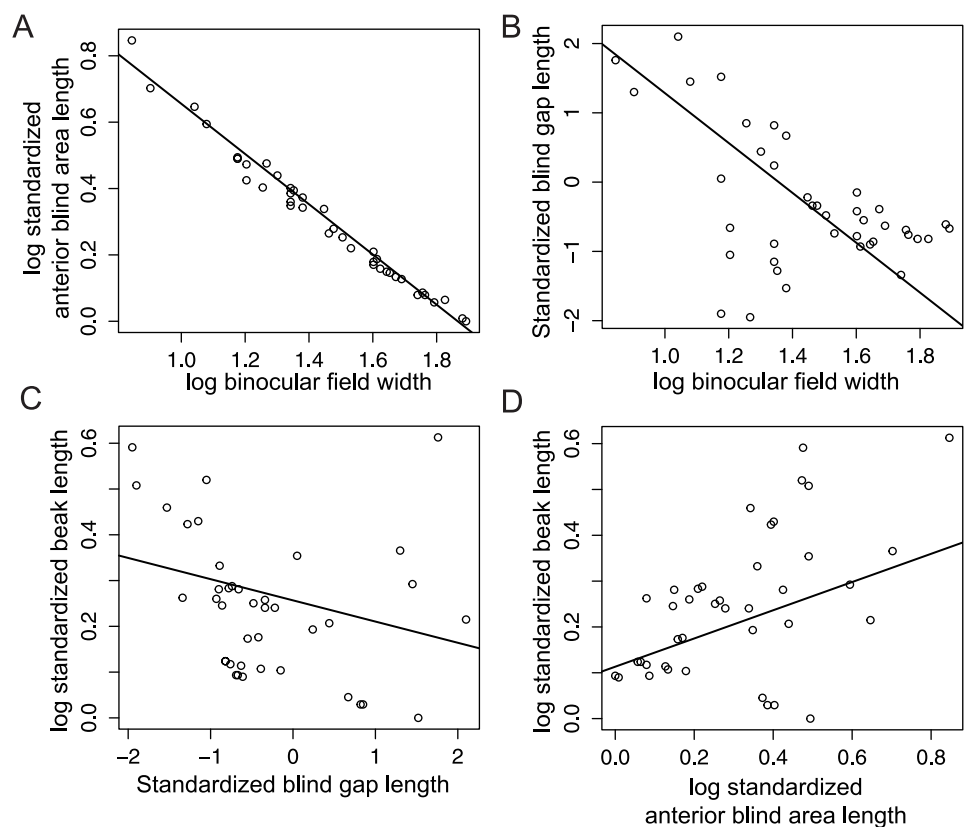 A
log standardized
anterior blind area length
0.0 0.2 0.4 0.6 0.8
1.0 1.2 1.4 1.6 1.8
log binocular field width
B
Standardized blind gap length
−2 −1 0 1 2
1.0 1.2 1.4 1.6 1.8
log binocular field width
C
log standardized beak length
0.0 0.2 0.4 0.6
−2 −1 0 1 2
Standardized blind gap length
D
log standardized beak length
0.0 0.2 0.4 0.6
0.0 0.2 0.4 0.6 0.8
log standardized
anterior blind area length